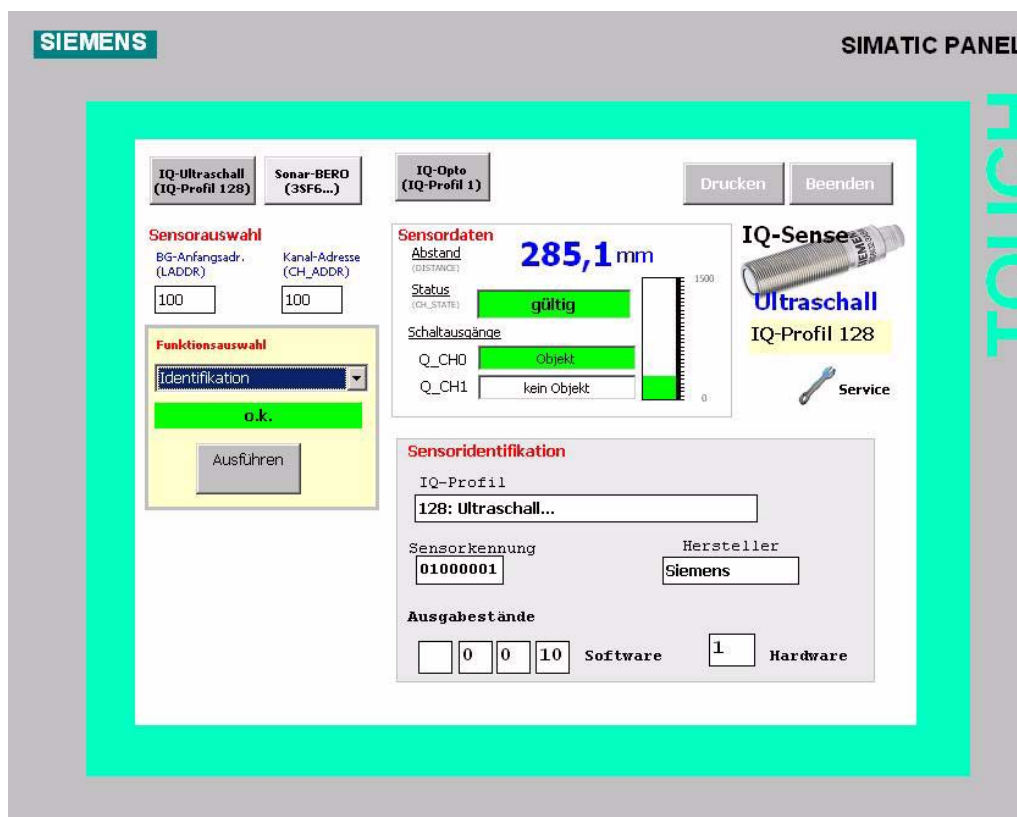 SIEMENS
SIMATIC PANEL
TOUCH
IQ-Ultraschall
(IQ-Profil 128)
Sonar-BERO
(3SF6...)
IQ-Opto
(IQ-Profil 1)
Drucken
Beenden
Sensorauswahl
BG-Anfangsadr.
(LADDR)
Kanal-Adresse
(CH_ADDR)
100
100
Funktionsauswahl
Identifikation
o.k.
Ausführen
Sensordaten
Abstand
(DISTANCE)
285,1 mm
Status
(CH_STATE)
gültig
Schaltausgänge
Q_CH0
Objekt
Q_CH1
kein Objekt
1500
0
IQ-Sense
SIEMENS
Ultraschall
IQ-Profil 128
Service
Sensoridentifikation
IQ-Profil
128: Ultraschall...
Sensorkennung
01000001
Hersteller
Siemens
Ausgabestände
0 0 10 Software
1 Hardware